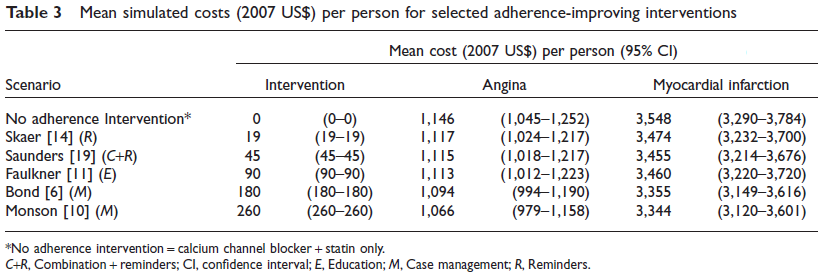 Table 3 Mean simulated costs (2007 US$) per person for selected adherence-improving interventions
Mean cost (2007 US$) per person (95% CI)
Scenario Intervention Angina Myocardial infarction
No adherence Intervention* 0 (0–0) 1,146 (1,045–1,252) 3,548 (3,290–3,784)
Skaer [14] (R) 19 (19–19) 1,117 (1,024–1,217) 3,474 (3,232–3,700)
Saunders [19] (C+R) 45 (45–45) 1,115 (1,018–1,217) 3,455 (3,214–3,676)
Faulkner [11] (E) 90 (90–90) 1,113 (1,012–1,223) 3,460 (3,220–3,720)
Bond [6] (M) 180 (180–180) 1,094 (994–1,190) 3,355 (3,149–3,616)
Monson [10] (M) 260 (260–260) 1,066 (979–1,158) 3,344 (3,120–3,601)
*No adherence intervention = calcium channel blocker + statin only.
C+R, Combination + reminders; CI, confidence interval; E, Education; M, Case management; R, Reminders.